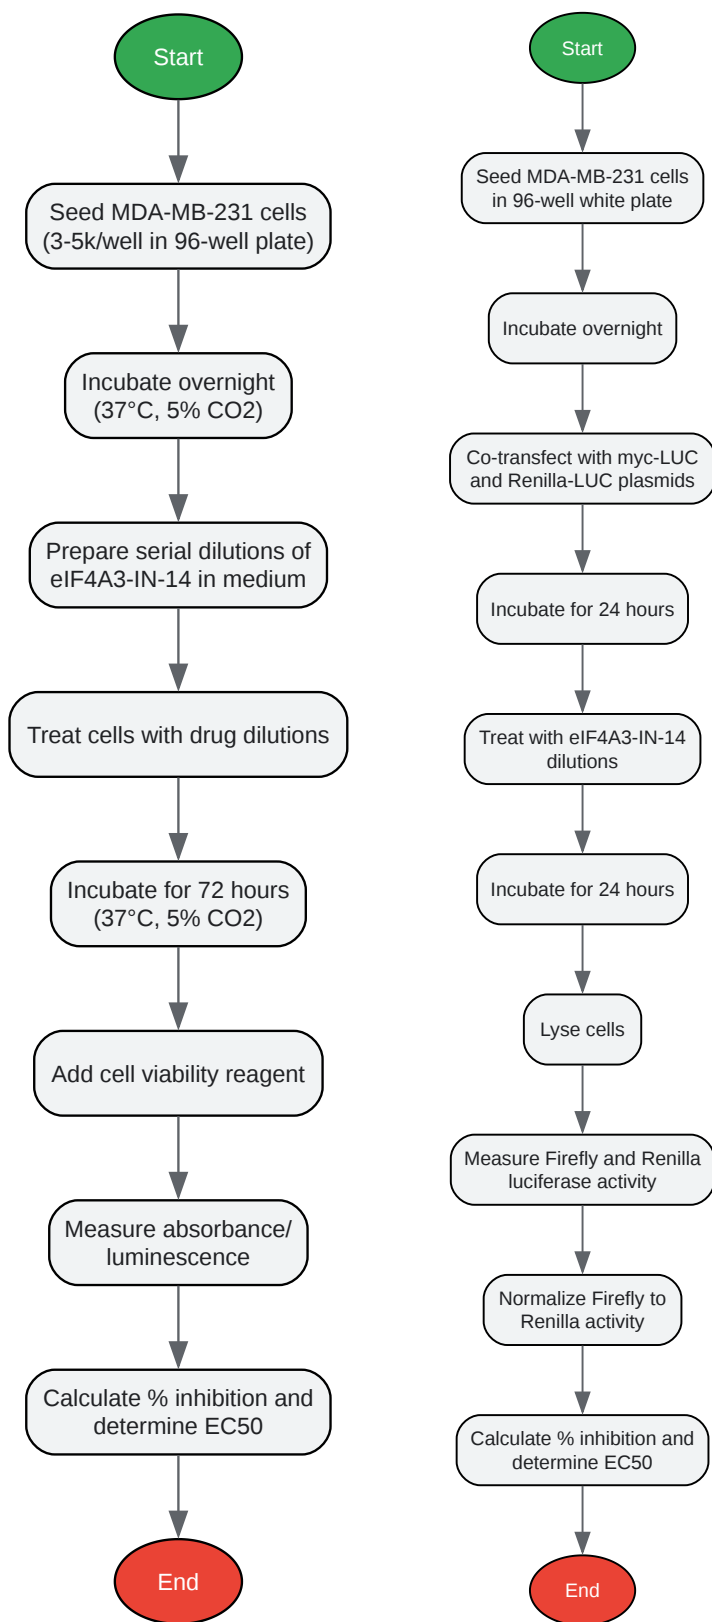 Start
Seed MDA-MB-231 cells
(3-5k/well in 96-well plate)
Incubate overnight
(37°C, 5% CO2)
Prepare serial dilutions of
eIF4A3-IN-14 in medium
Treat cells with drug dilutions
Incubate for 72 hours
(37°C, 5% CO2)
Add cell viability reagent
Measure absorbance/
luminescence
Calculate % inhibition and
determine EC50
End
Start
Seed MDA-MB-231 cells
in 96-well white plate
Incubate overnight
Co-transfect with myc-LUC
and Renilla-LUC plasmids
Incubate for 24 hours
Treat with eIF4A3-IN-14
dilutions
Incubate for 24 hours
Lyse cells
Measure Firefly and Renilla
luciferase activity
Normalize Firefly to
Renilla activity
Calculate % inhibition and
determine EC50
End